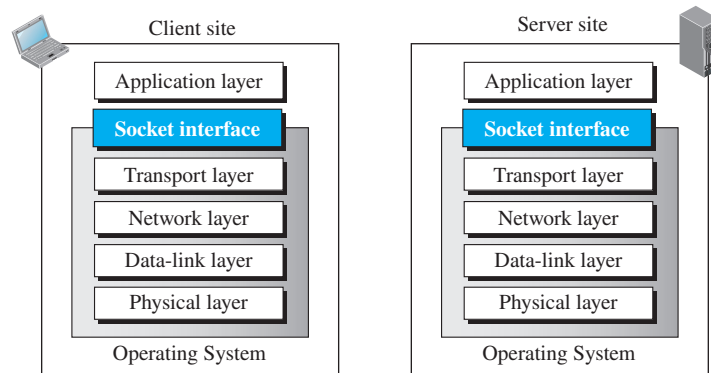 Client site
Application layer
Socket interface
Transport layer
Network layer
Data-link layer
Physical layer
Operating System
Server site
Application layer
Socket interface
Transport layer
Network layer
Data-link layer
Physical layer
Operating System